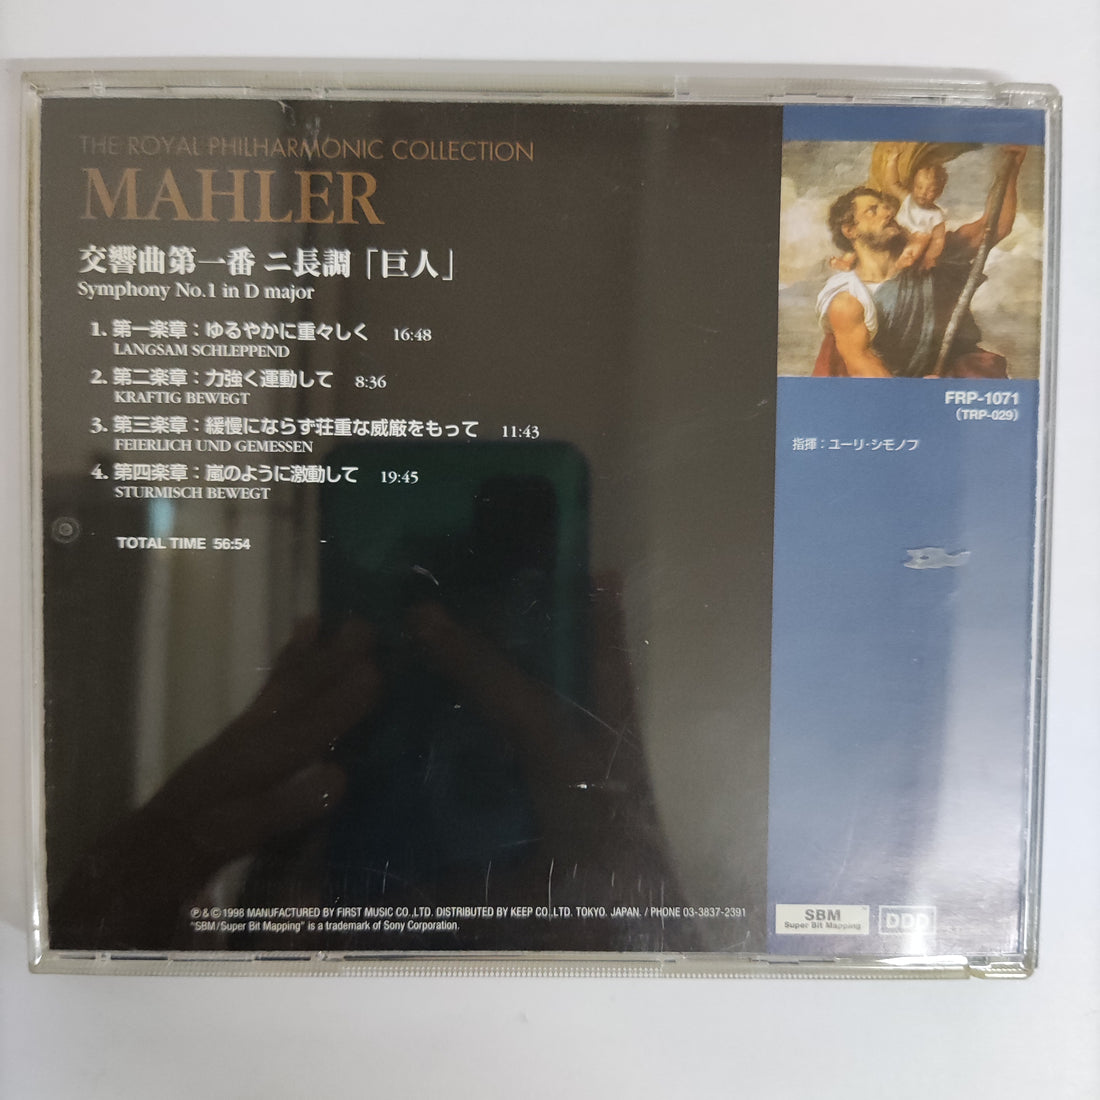 THE ROYAL PHILHARMONIC COLLECTION
MAHLER
交響曲第一番 ニ長調「巨人」
Symphony No.1 in D major
1. 第一楽章：ゆるやかに重々しく 16:48
LANGSAM SCHLEPPEND
2. 第二楽章：力強く運動して 8:36
KRAFTIG BEWEGT
3. 第三楽章：緩慢にならず荘重な威厳をもって 11:43
FEIERLICH UND GEMESSEN
4. 第四楽章：嵐のように激動して 19:45
STURMISCH BEWEGT
TOTAL TIME 56:54
FRP-1071
(TRP-029)
指揮：ユーリ・シモノフ
℗ & © 1998 MANUFACTURED BY FIRST MUSIC CO.,LTD. DISTRIBUTED BY KEEP CO.,LTD. TOKYO. JAPAN. / PHONE 03-3837-2391
"SBM/Super Bit Mapping" is a trademark of Sony Corporation.
SBM
Super Bit Mapping
DDD